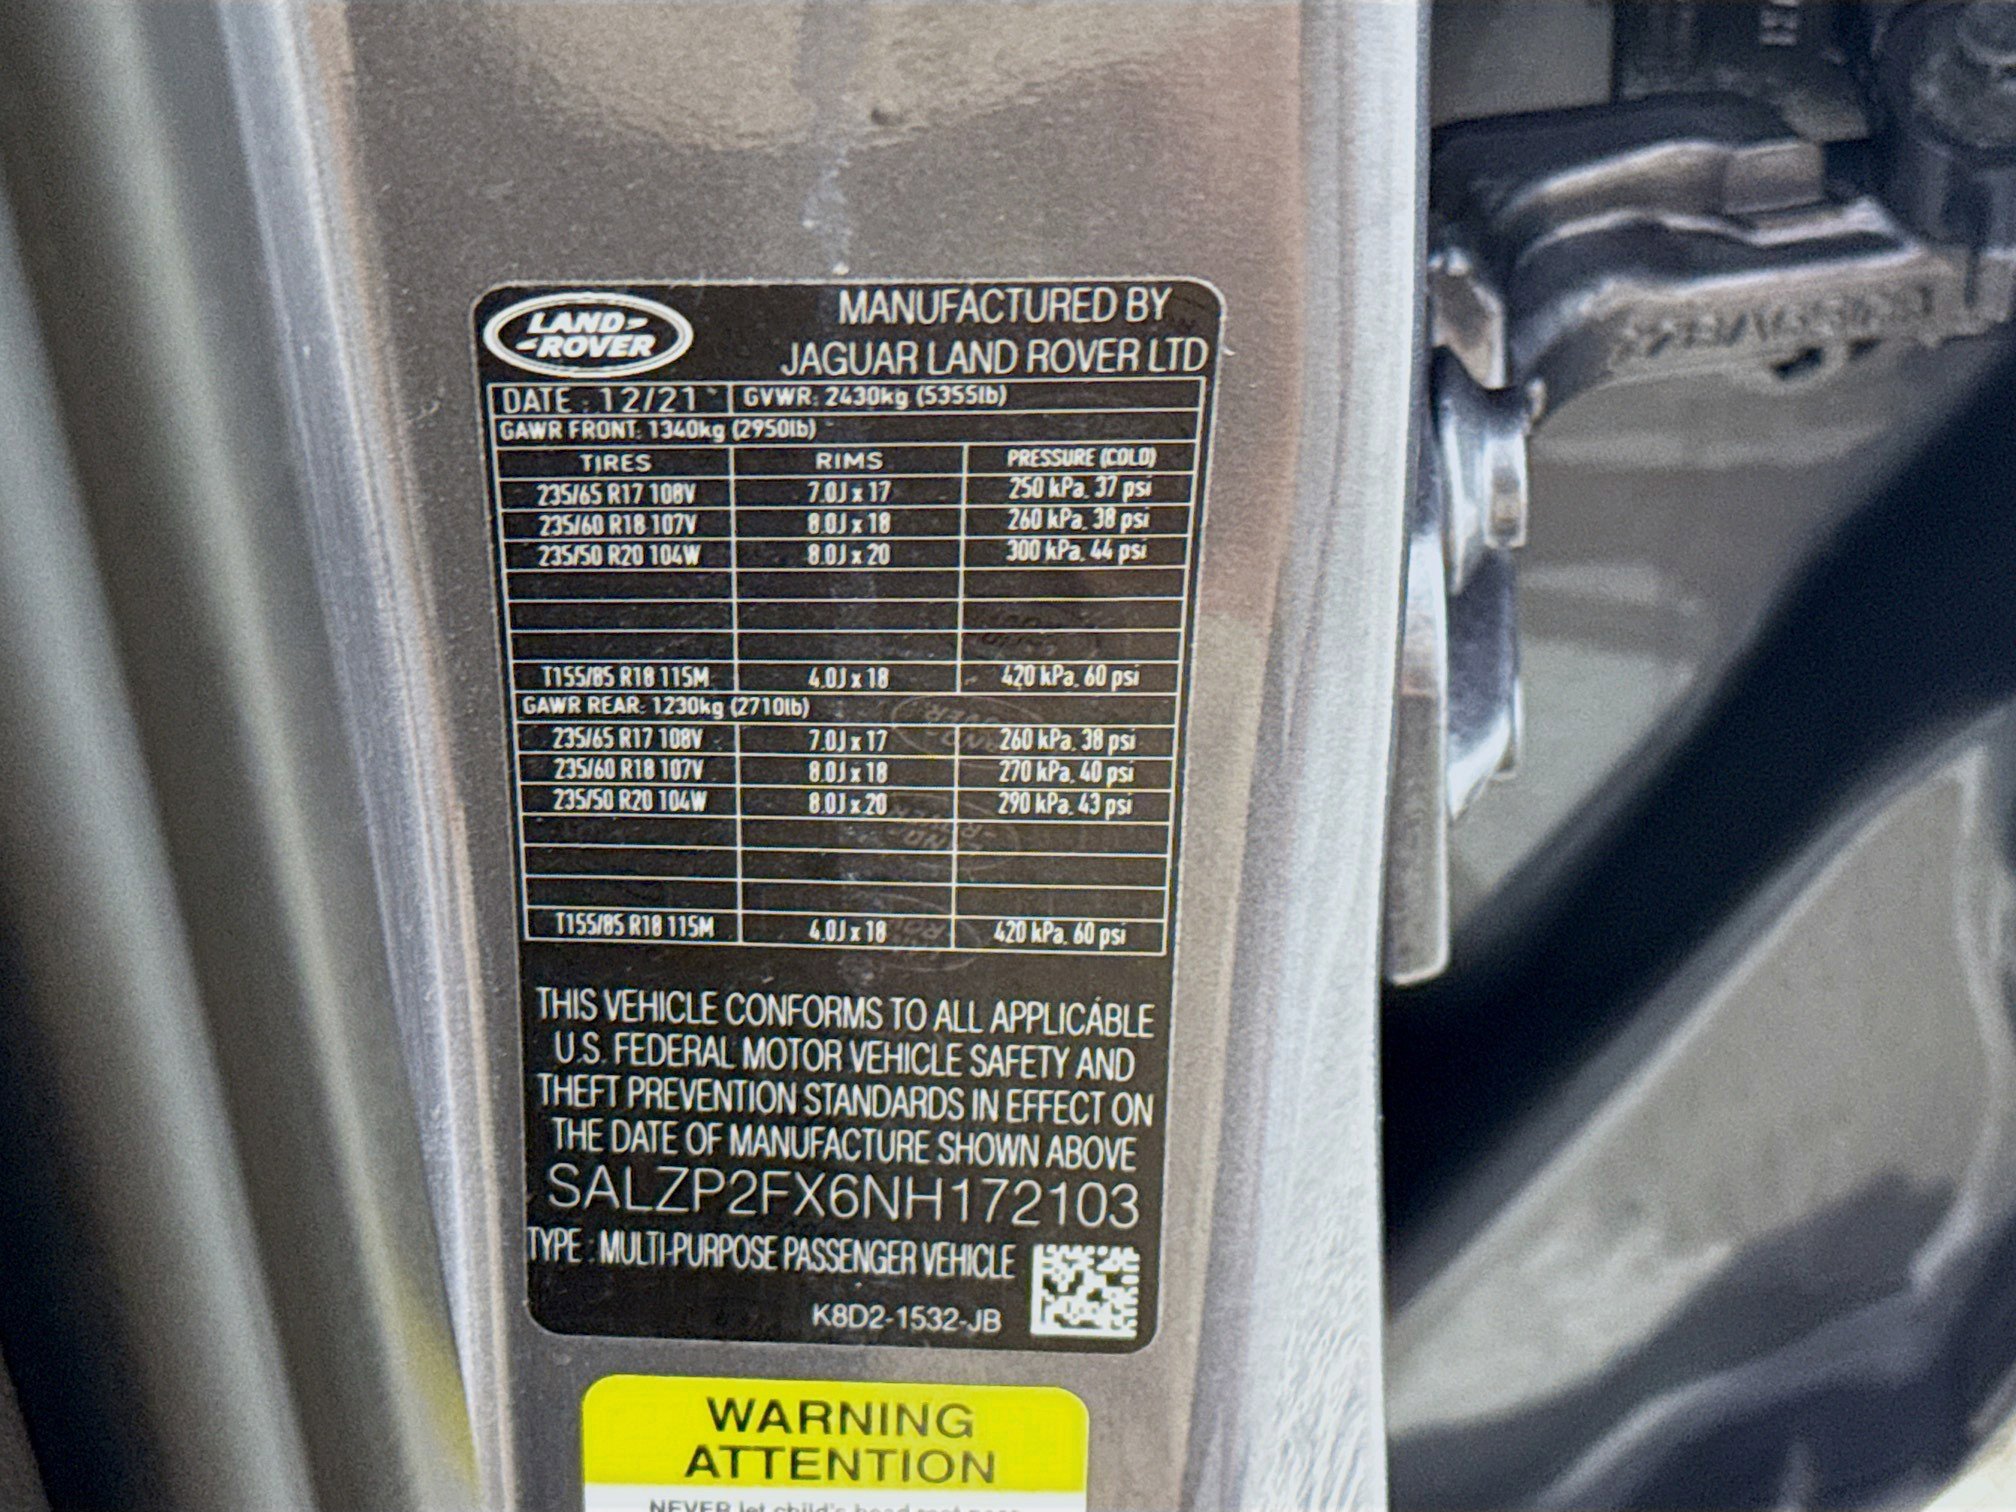 LAND-
-ROVER
MANUFACTURED BY
JAGUAR LAND ROVER LTD
DATE : 12/21 GVWR: 2430kg (5355lb)
GAWR FRONT: 1340kg (2950lb)
TIRES RIMS PRESSURE (COLD)
235/65 R17 108V 7.0J x 17 250 kPa, 37 psi
235/60 R18 107V 8.0J x 18 260 kPa, 38 psi
235/50 R20 104W 8.0J x 20 300 kPa, 44 psi
T155/85 R18 115M 4.0J x 18 420 kPa, 60 psi
GAWR REAR: 1230kg (2710lb)
235/65 R17 108V 7.0J x 17 260 kPa, 38 psi
235/60 R18 107V 8.0J x 18 270 kPa, 40 psi
235/50 R20 104W 8.0J x 20 290 kPa, 43 psi
T155/85 R18 115M 4.0J x 18 420 kPa, 60 psi
THIS VEHICLE CONFORMS TO ALL APPLICABLE
U.S. FEDERAL MOTOR VEHICLE SAFETY AND
THEFT PREVENTION STANDARDS IN EFFECT ON
THE DATE OF MANUFACTURE SHOWN ABOVE
SALZP2FX6NH172103
TYPE : MULTI-PURPOSE PASSENGER VEHICLE
K8D2-1532-JB
WARNING
ATTENTION
NEVER let child's head rest near